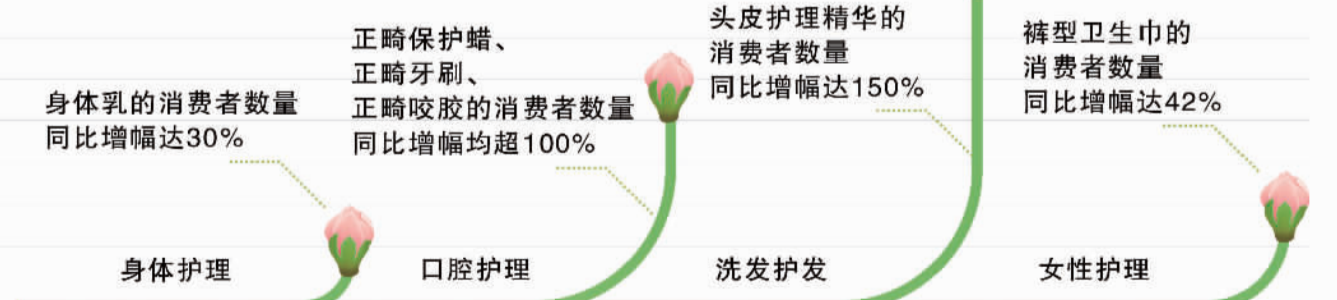 身体乳的消费者数量
同比增幅达30%
身体护理
正畸保护蜡、
正畸牙刷、
正畸咬胶的消费者数量
同比增幅均超100%
口腔护理
头皮护理精华的
消费者数量
同比增幅达150%
洗发护发
裤型卫生巾的
消费者数量
同比增幅达42%
女性护理